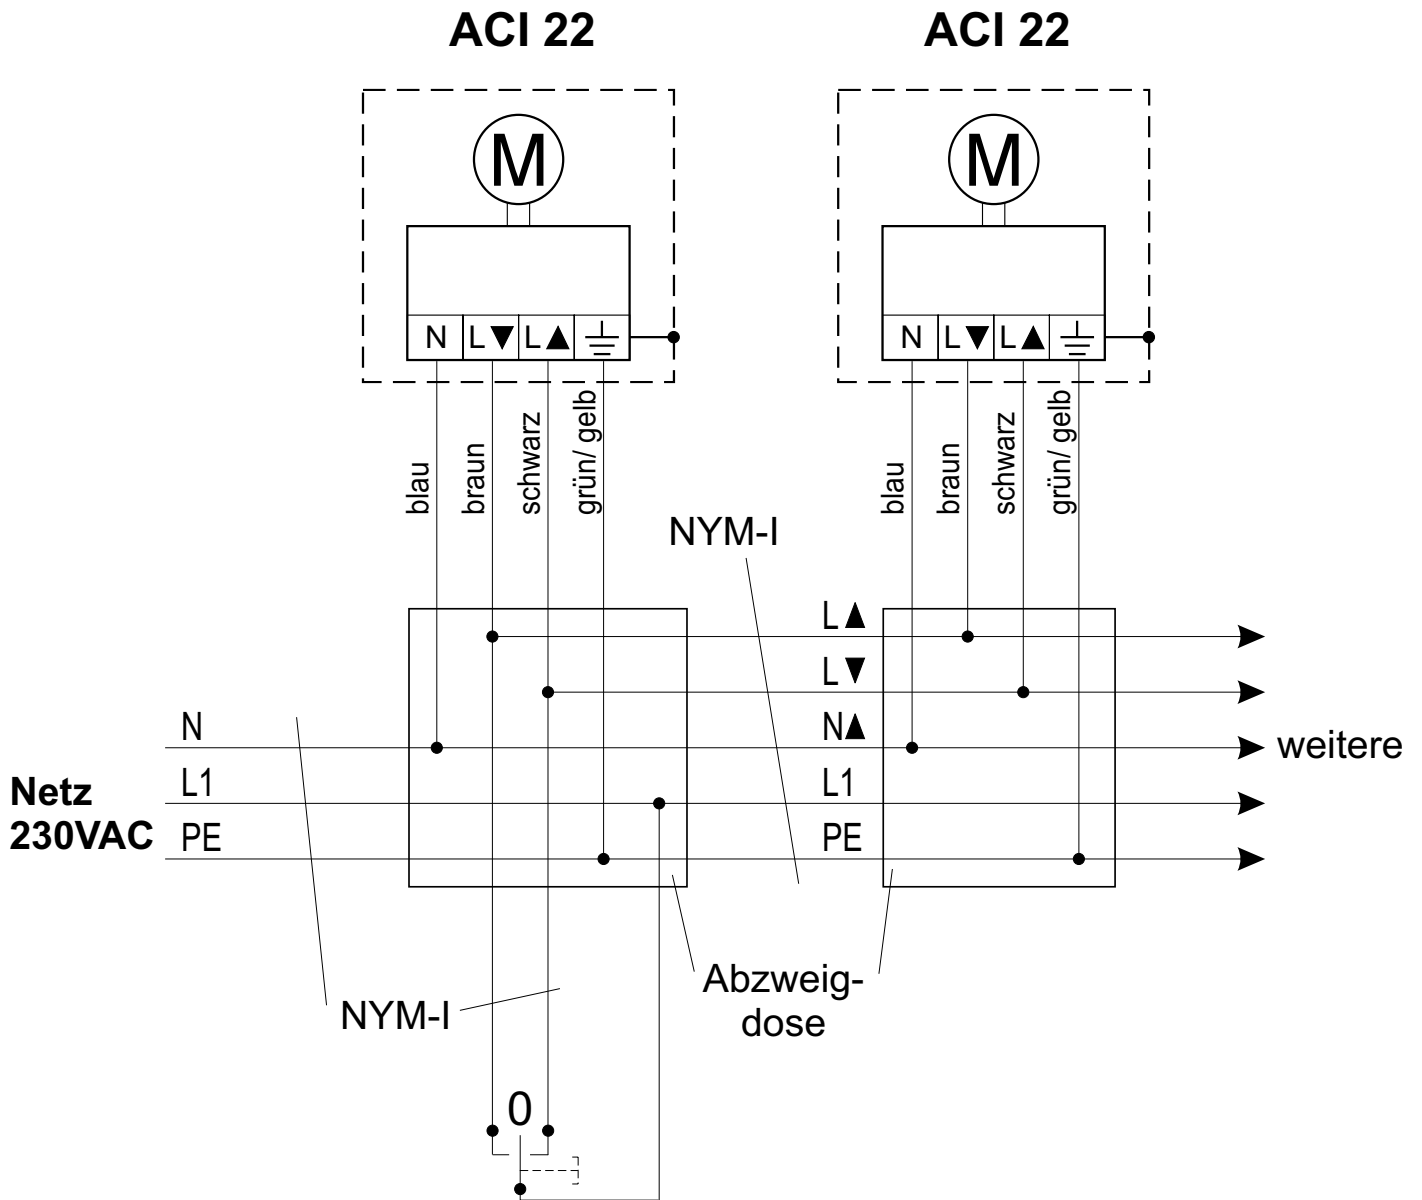 ACI 22
ACI 22
M
M
N L▼ L▲
N L▼ L▲
blau
braun
schwarz
grün/ gelb
blau
braun
schwarz
grün/ gelb
NYM-I
L▲
L▼
N
N▲
weitere
L1
L1
Netz
230VAC
PE
PE
Abzweig-
dose
NYM-I
0